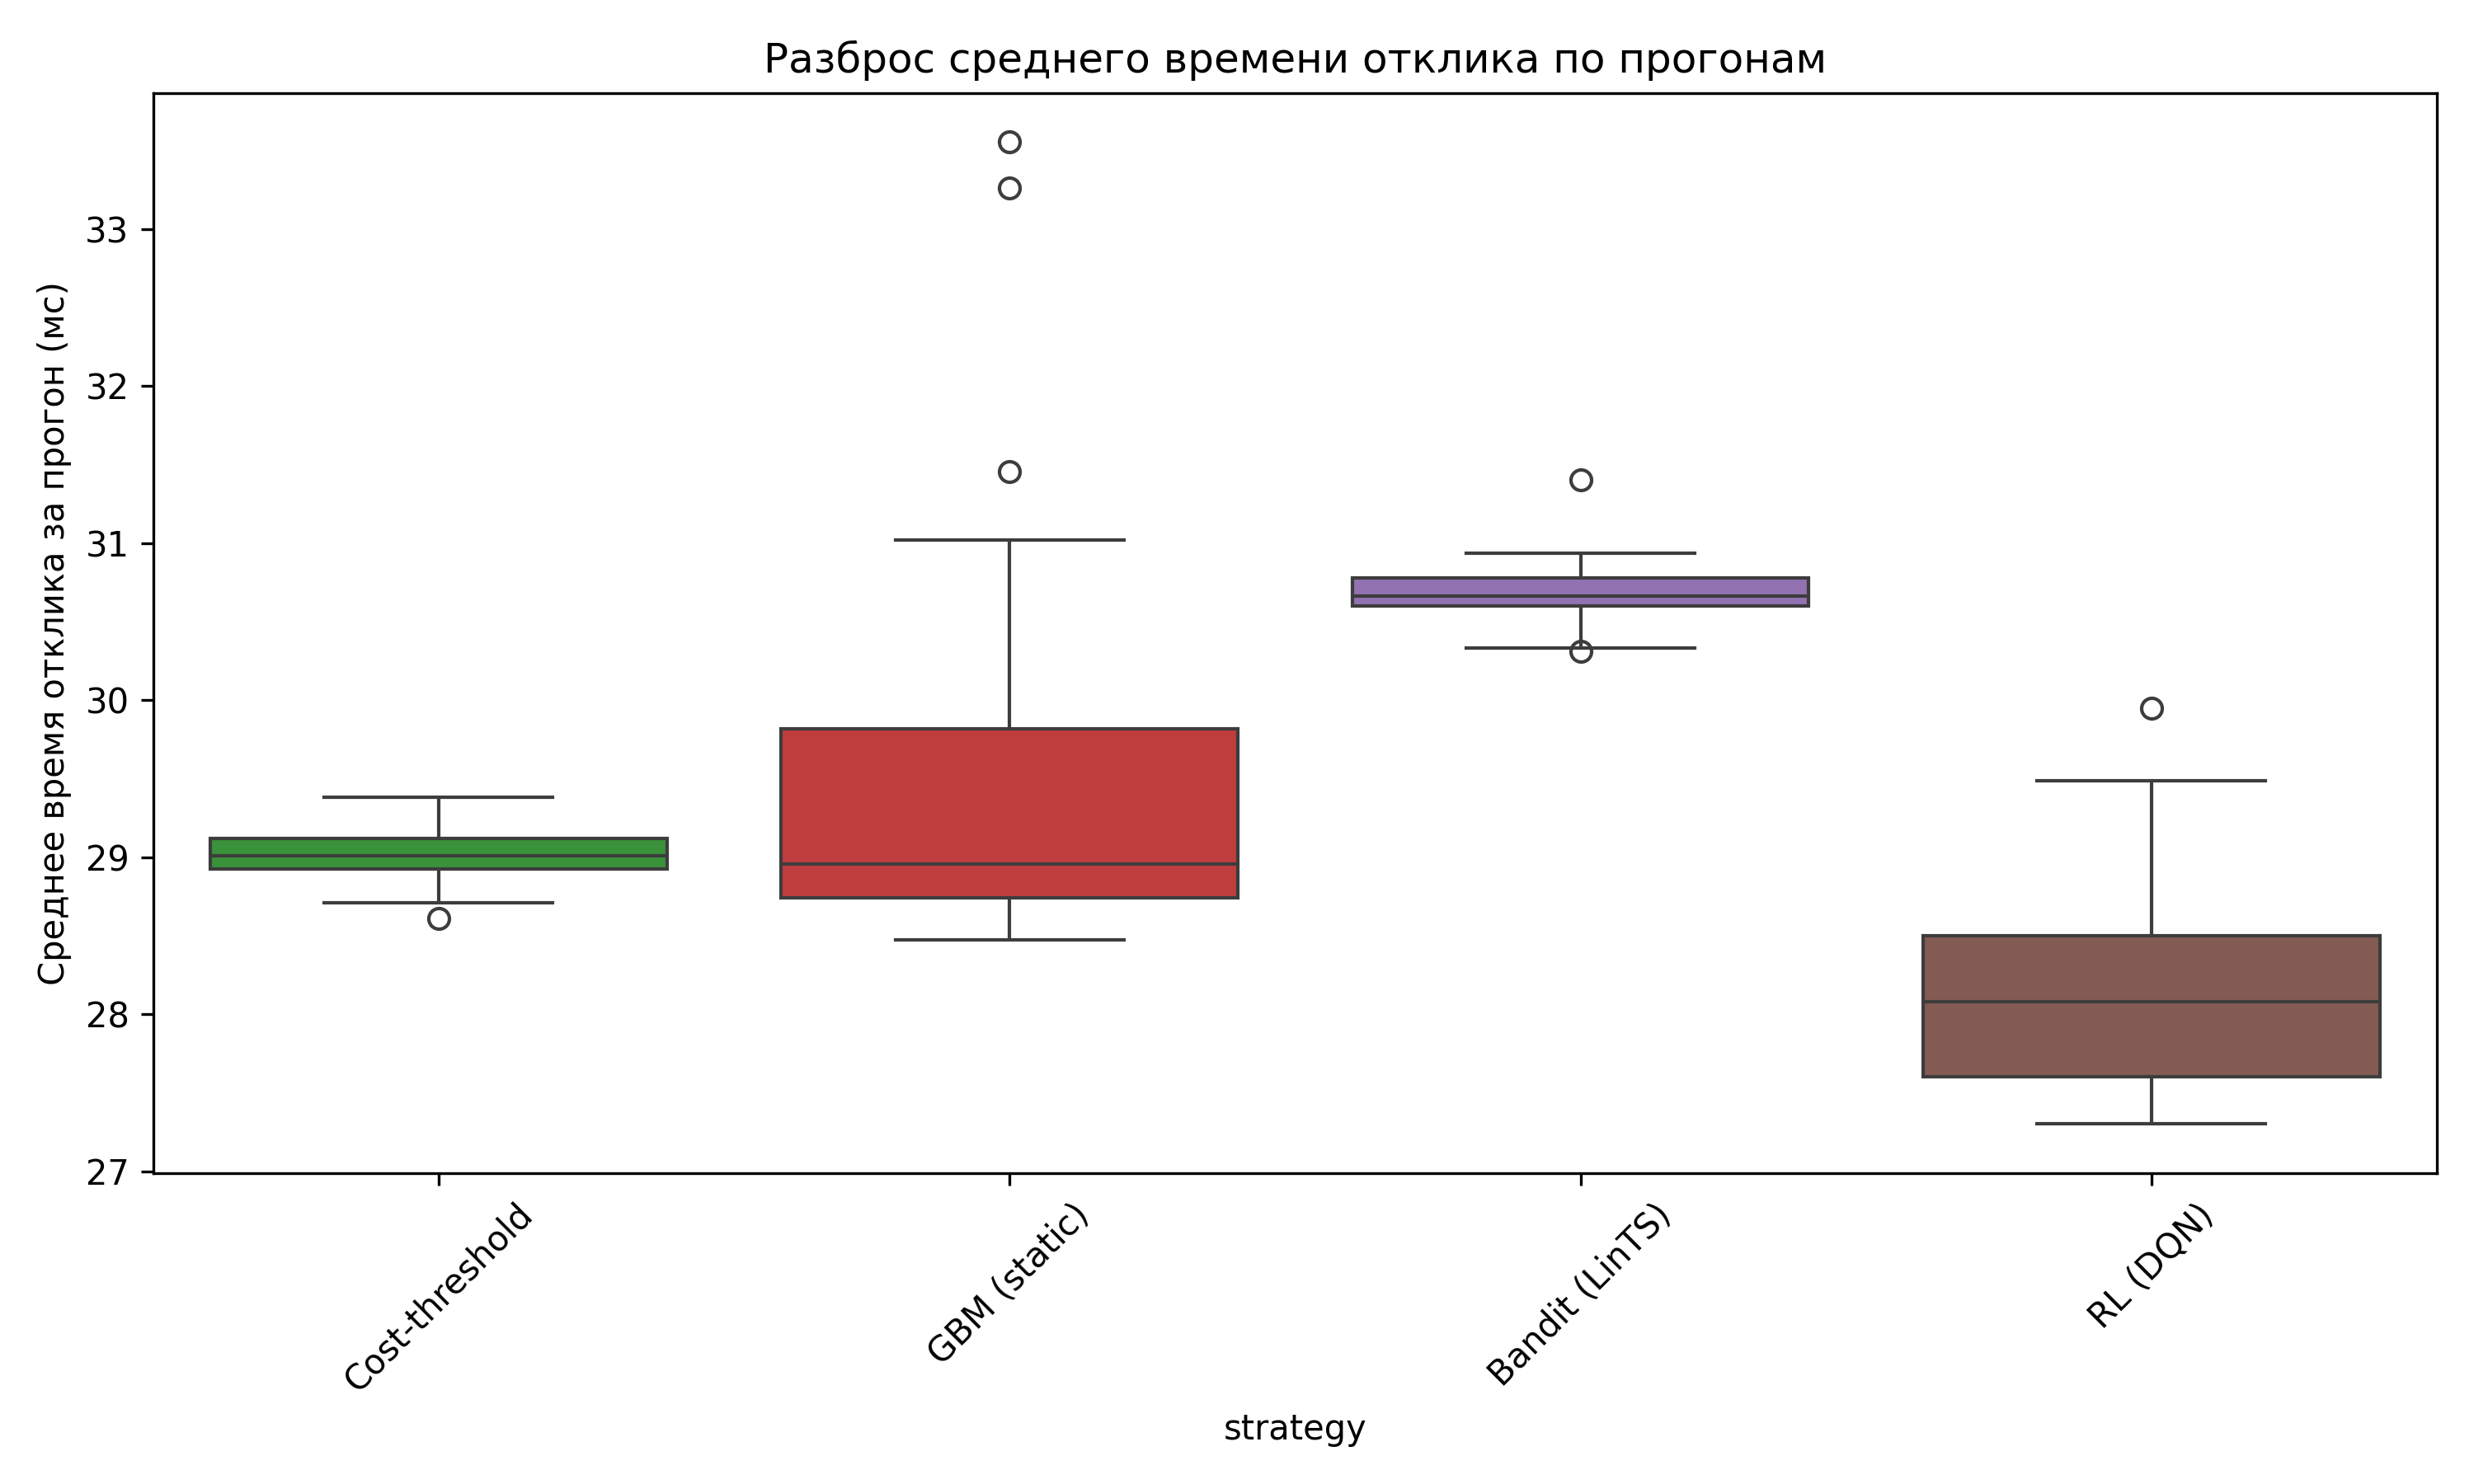 Разброс среднего времени отклика по прогонам
Среднее время отклика за прогон (мс)
33
32
31
30
29
28
27
Cost-threshold
GBM (static)
Bandit (LinTS)
RL (DQN)
strategy